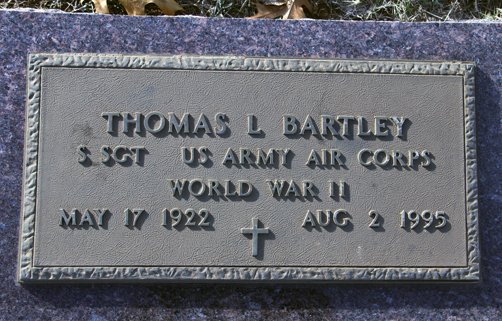 THOMAS L BARTLEY
S SGT US ARMY AIR CORPS
WORLD WAR II
MAY 17 1922 AUG 2 1995